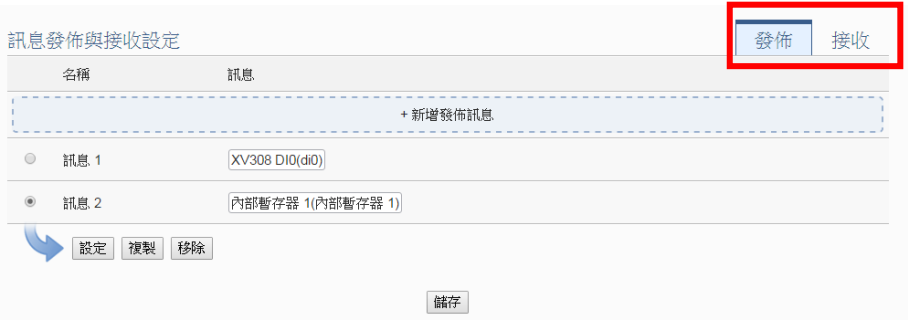 訊息發佈與接收設定 發佈 接收
名稱 訊息
+ 新增發佈訊息
訊息 1 XV308 DI0(di0)
訊息 2 內部暫存器 1(內部暫存器 1)
設定 複製 移除
儲存